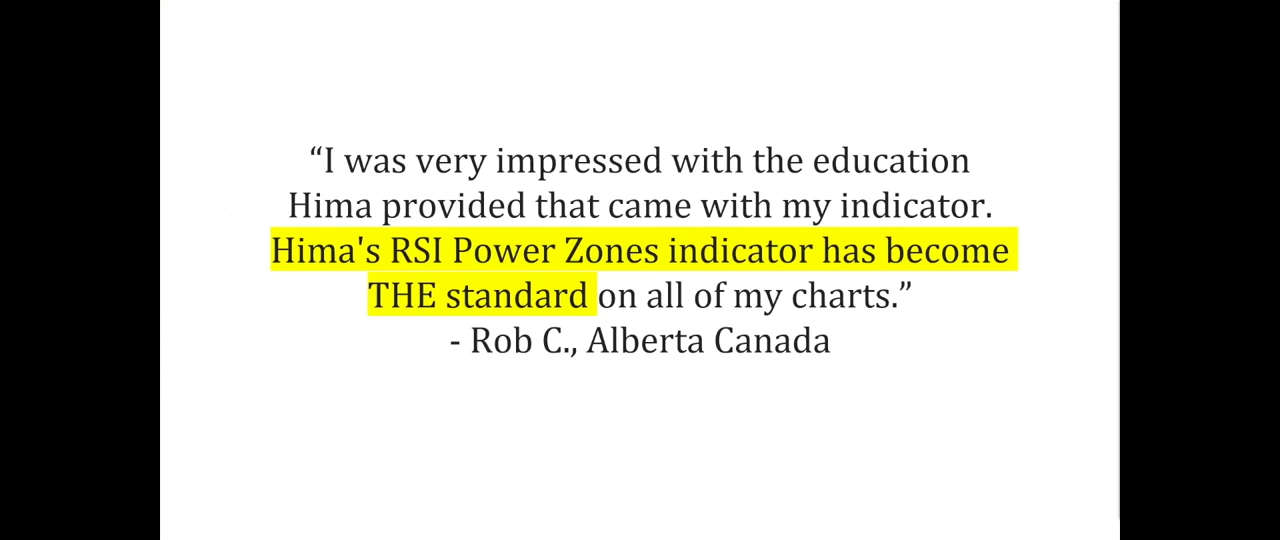 “I was very impressed with the education
Hima provided that came with my indicator.
Hima's RSI Power Zones indicator has become
THE standard on all of my charts.”
- Rob C., Alberta Canada